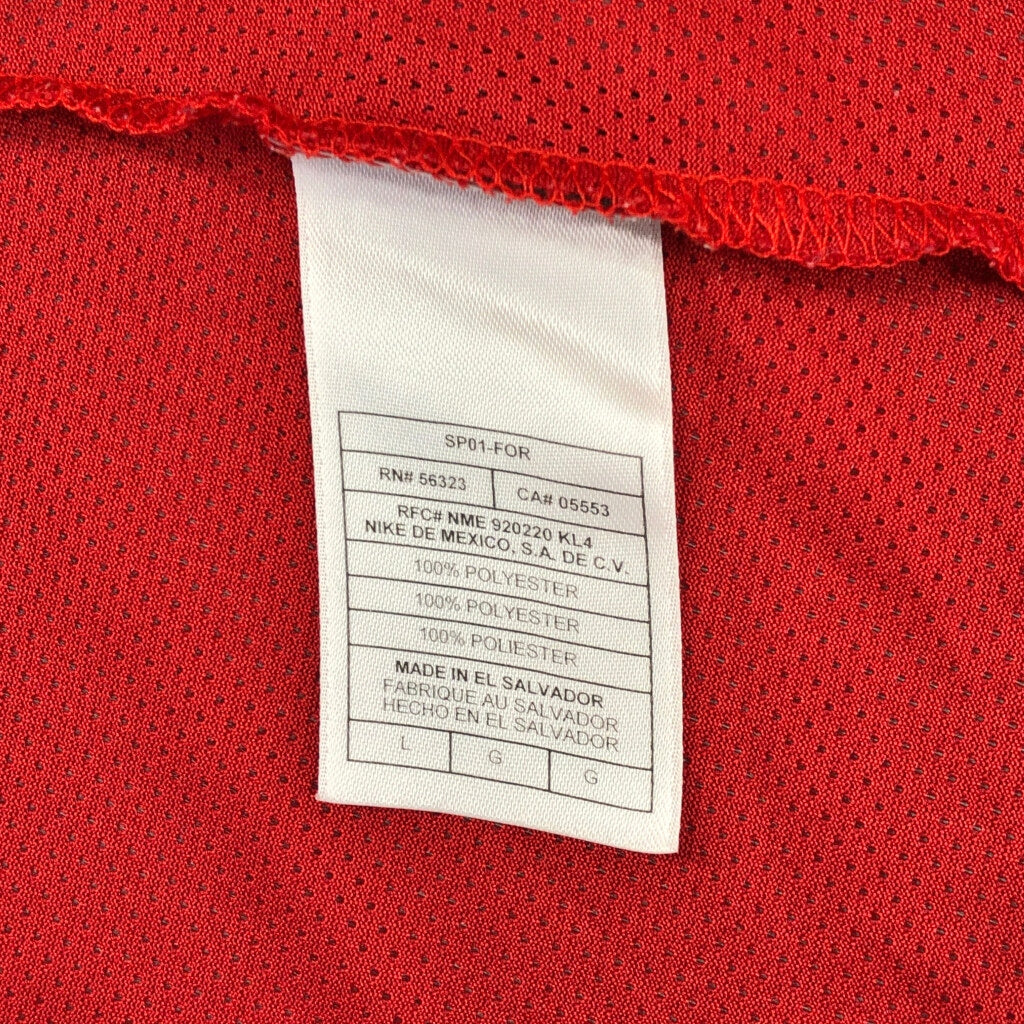 SP01-FOR
RN# 56323 CA# 05553
RFC# NME 920220 KL4
NIKE DE MEXICO, S.A. DE C.V.
100% POLYESTER
100% POLYESTER
100% POLIESTER
MADE IN EL SALVADOR
FABRIQUE AU SALVADOR
HECHO EN EL SALVADOR
L G G